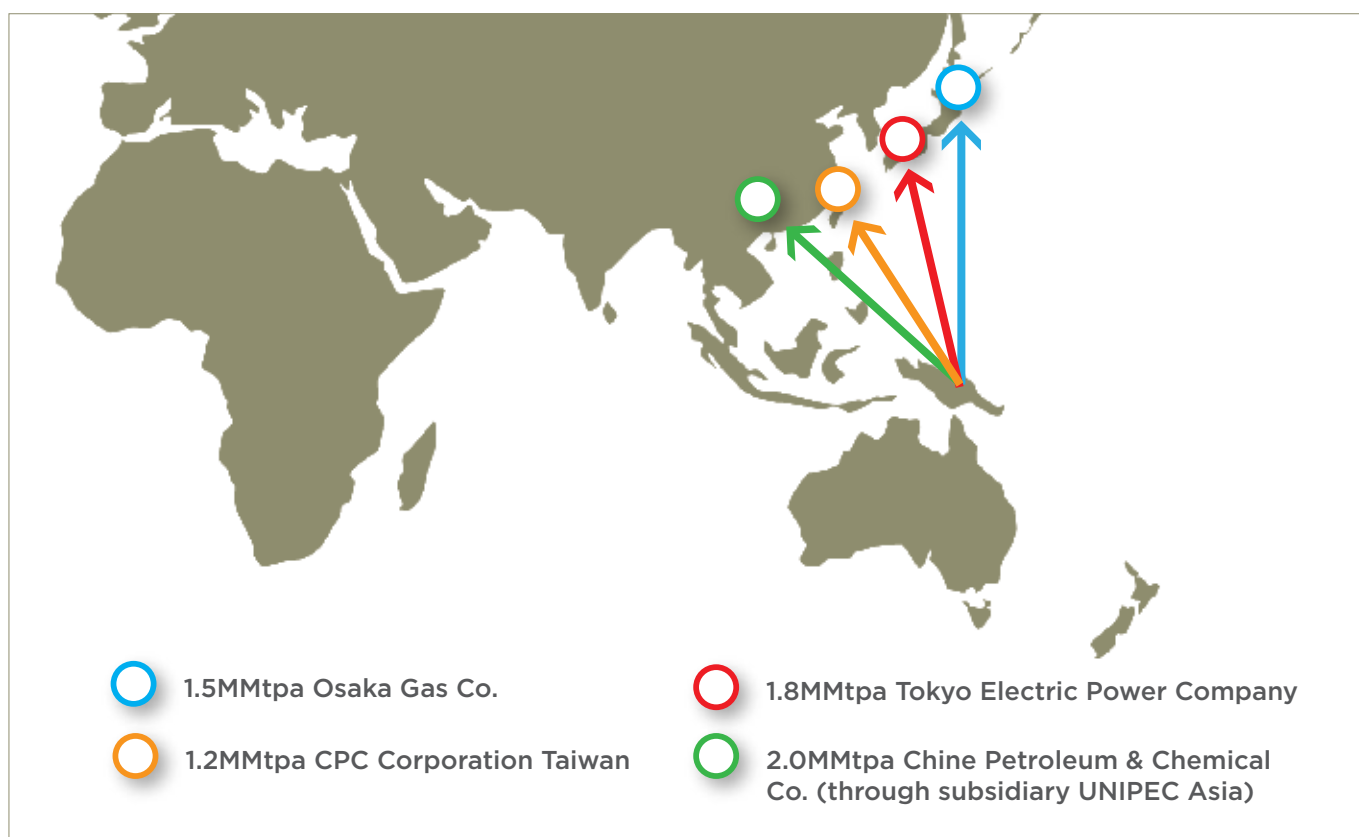 1.5MMtpa Osaka Gas Co.
1.8MMtpa Tokyo Electric Power Company
1.2MMtpa CPC Corporation Taiwan
2.0MMtpa Chine Petroleum & Chemical
Co. (through subsidiary UNIPEC Asia)